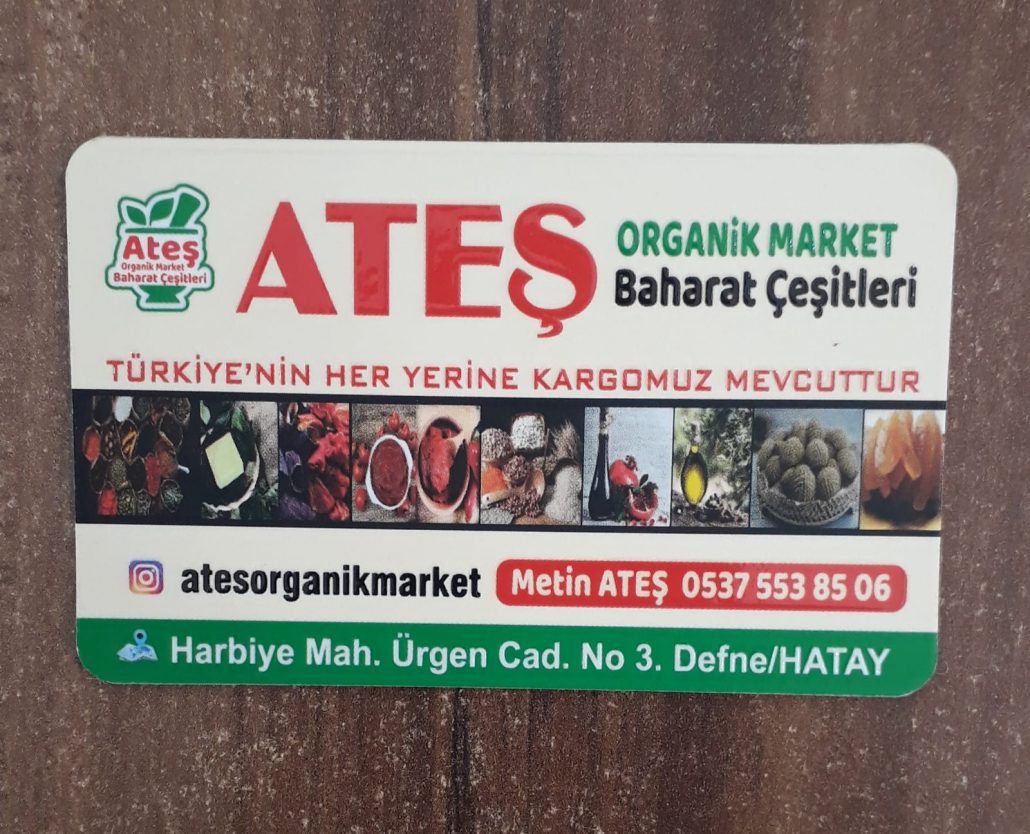 Ateş
Organik Market
Baharat Çeşitleri
ATEŞ
ORGANİK MARKET
Baharat Çeşitleri
TÜRKİYE'NİN HER YERİNE KARGOMUZ MEVCUTTUR
atesorganikmarket
Metin ATEŞ 0537 553 85 06
Harbiye Mah. Ürgen Cad. No 3. Defne/HATAY